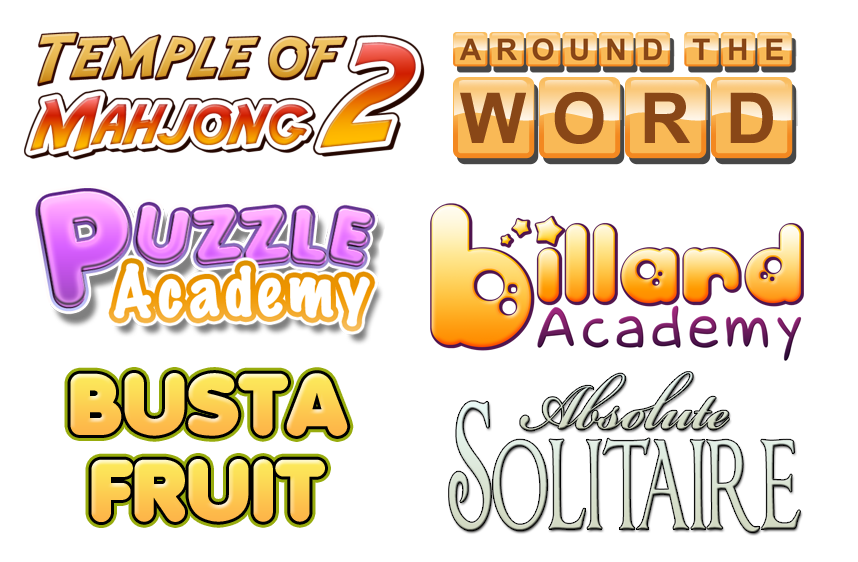 TEMPLE OF
MAHJONG 2
AROUND THE
WORD
PUZZLE
Academy
billard
Academy
BUSTA
FRUIT
Absolute
SOLITAIRE